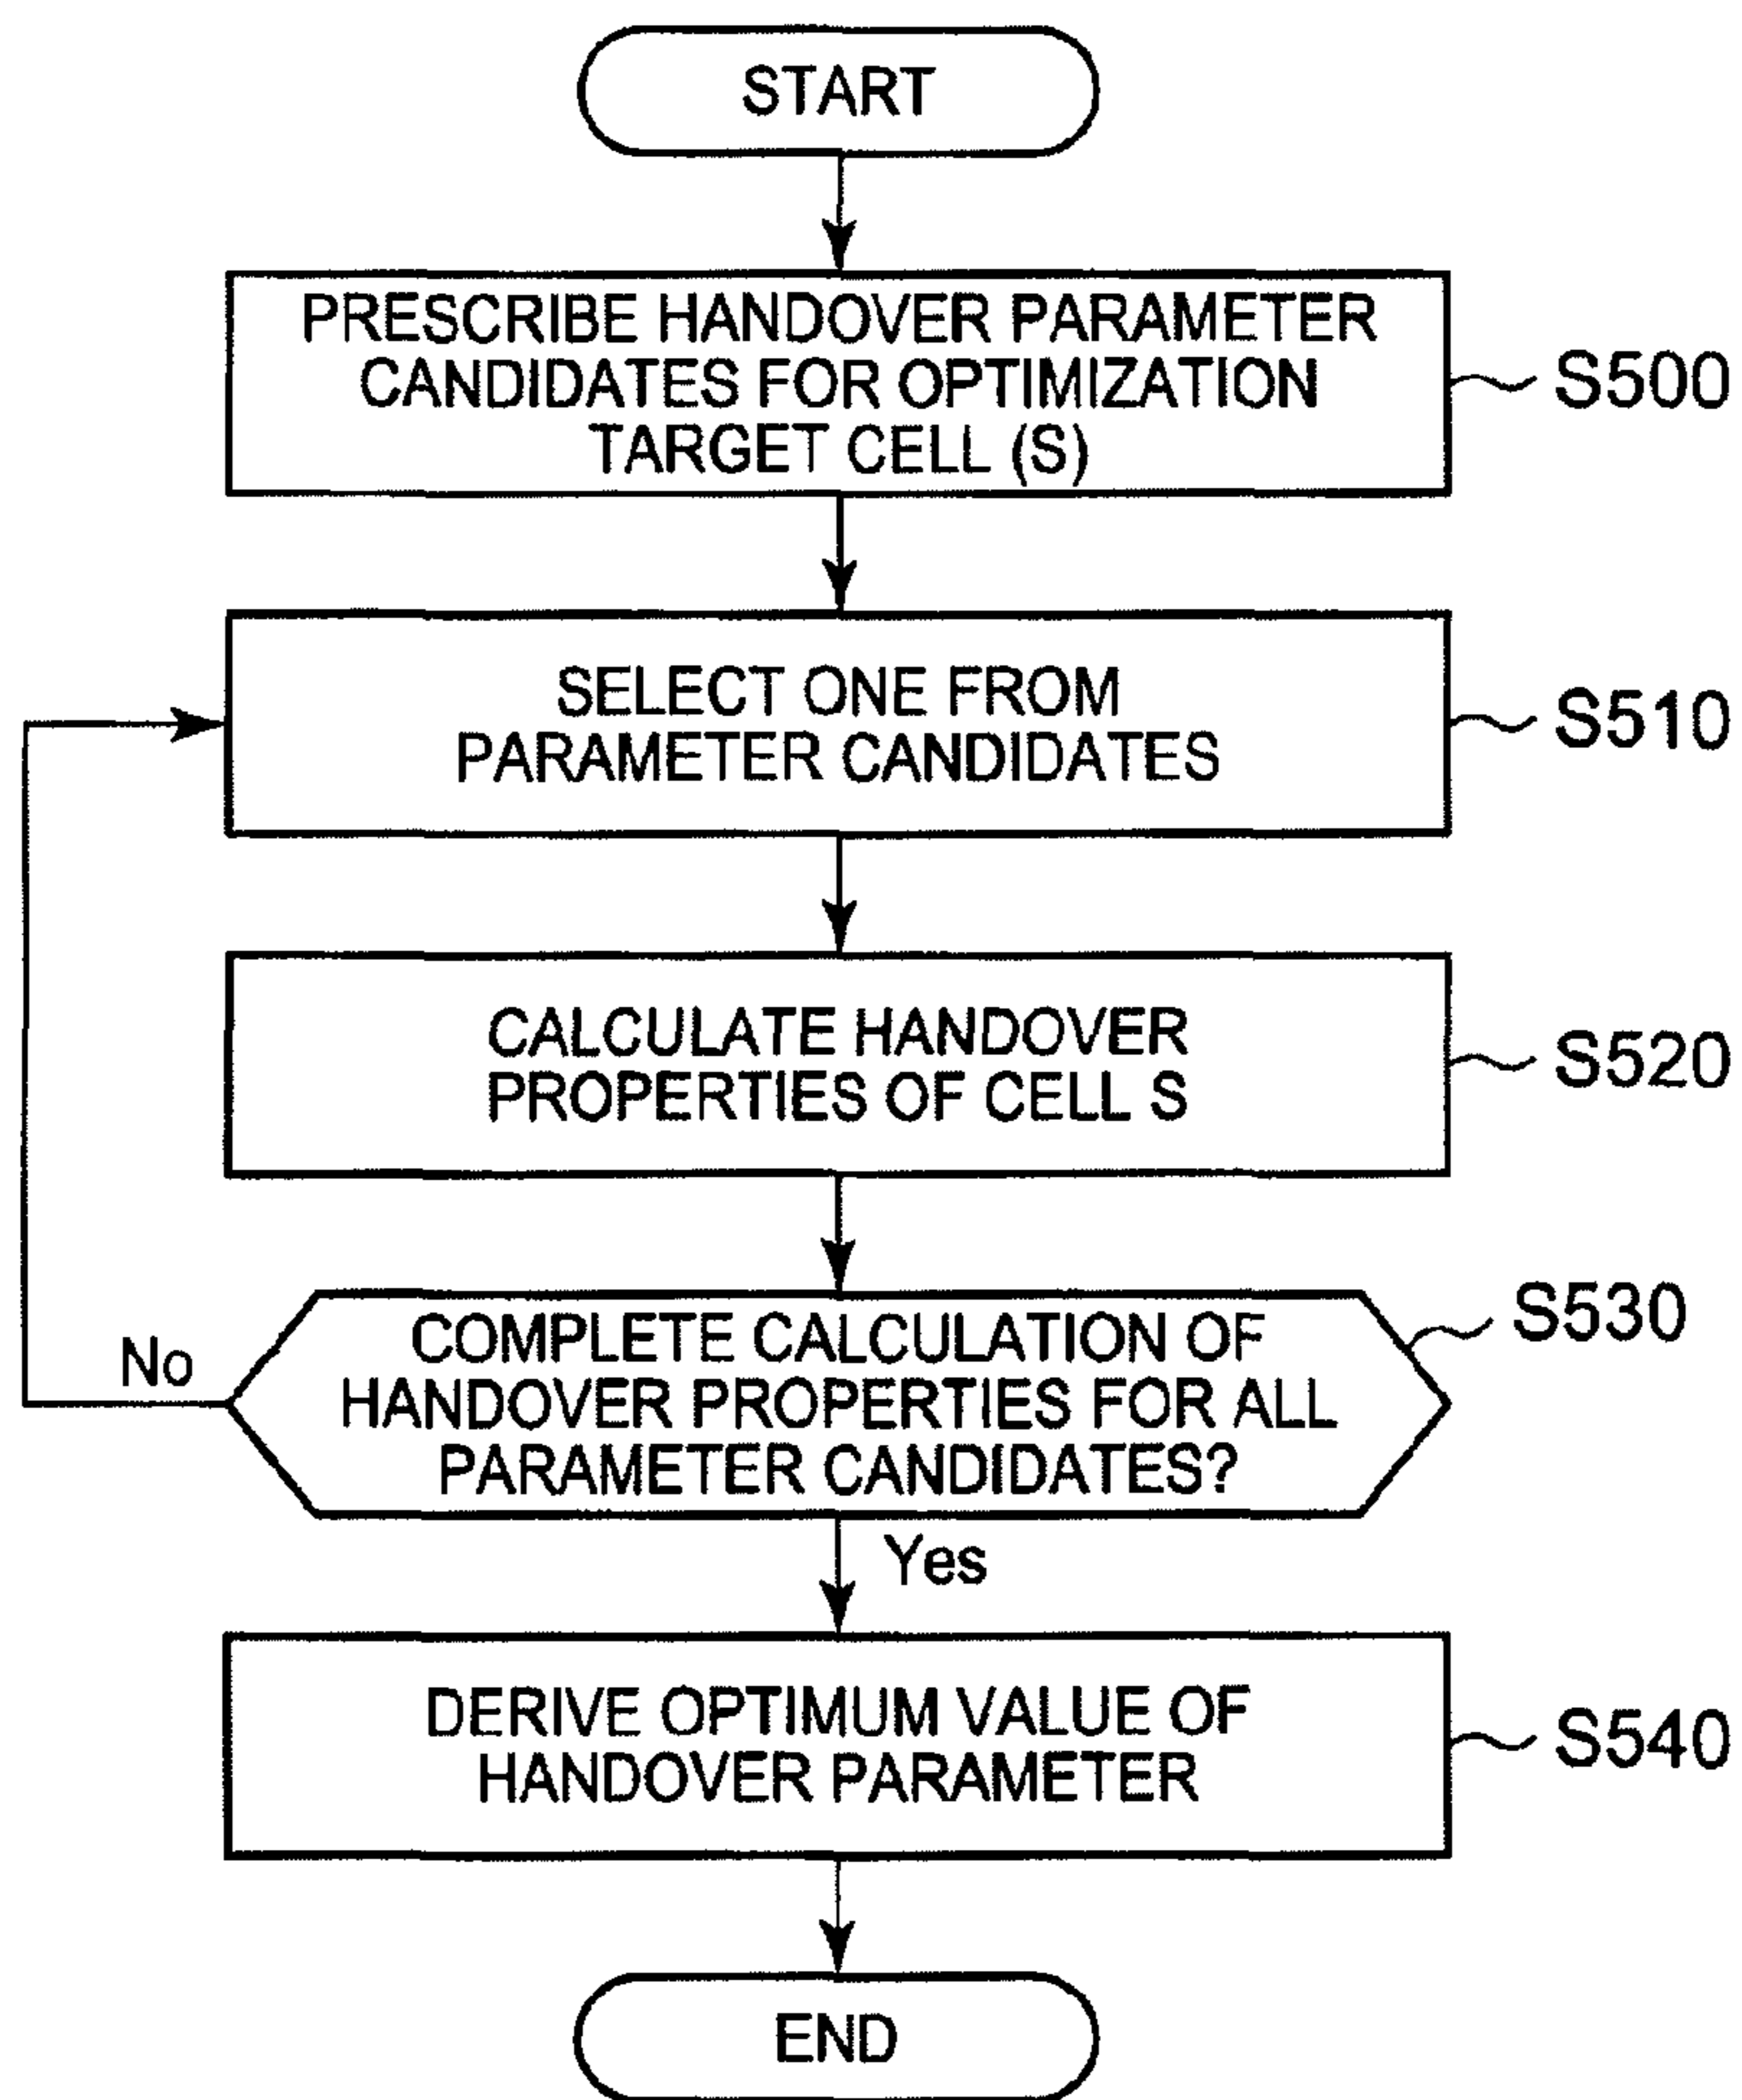 START
PRESCRIBE HANDOVER PARAMETER
CANDIDATES FOR OPTIMIZATION
TARGET CELL (S)
S500
SELECT ONE FROM
PARAMETER CANDIDATES
S510
CALCULATE HANDOVER
PROPERTIES OF CELL S
S520
COMPLETE CALCULATION OF
HANDOVER PROPERTIES FOR ALL
PARAMETER CANDIDATES?
S530
No
Yes
DERIVE OPTIMUM VALUE OF
HANDOVER PARAMETER
S540
END